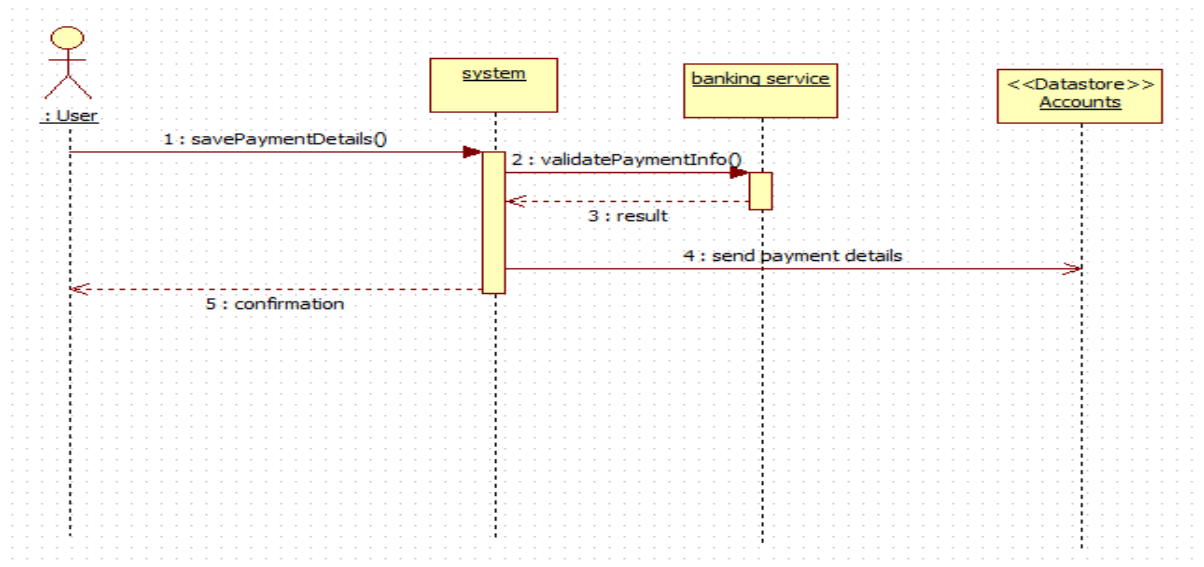 system
banking service
<<Datastore>>
Accounts
: User
1 : savePaymentDetails()
2 : validatePaymentInfo()
3 : result
4 : send payment details
5 : confirmation